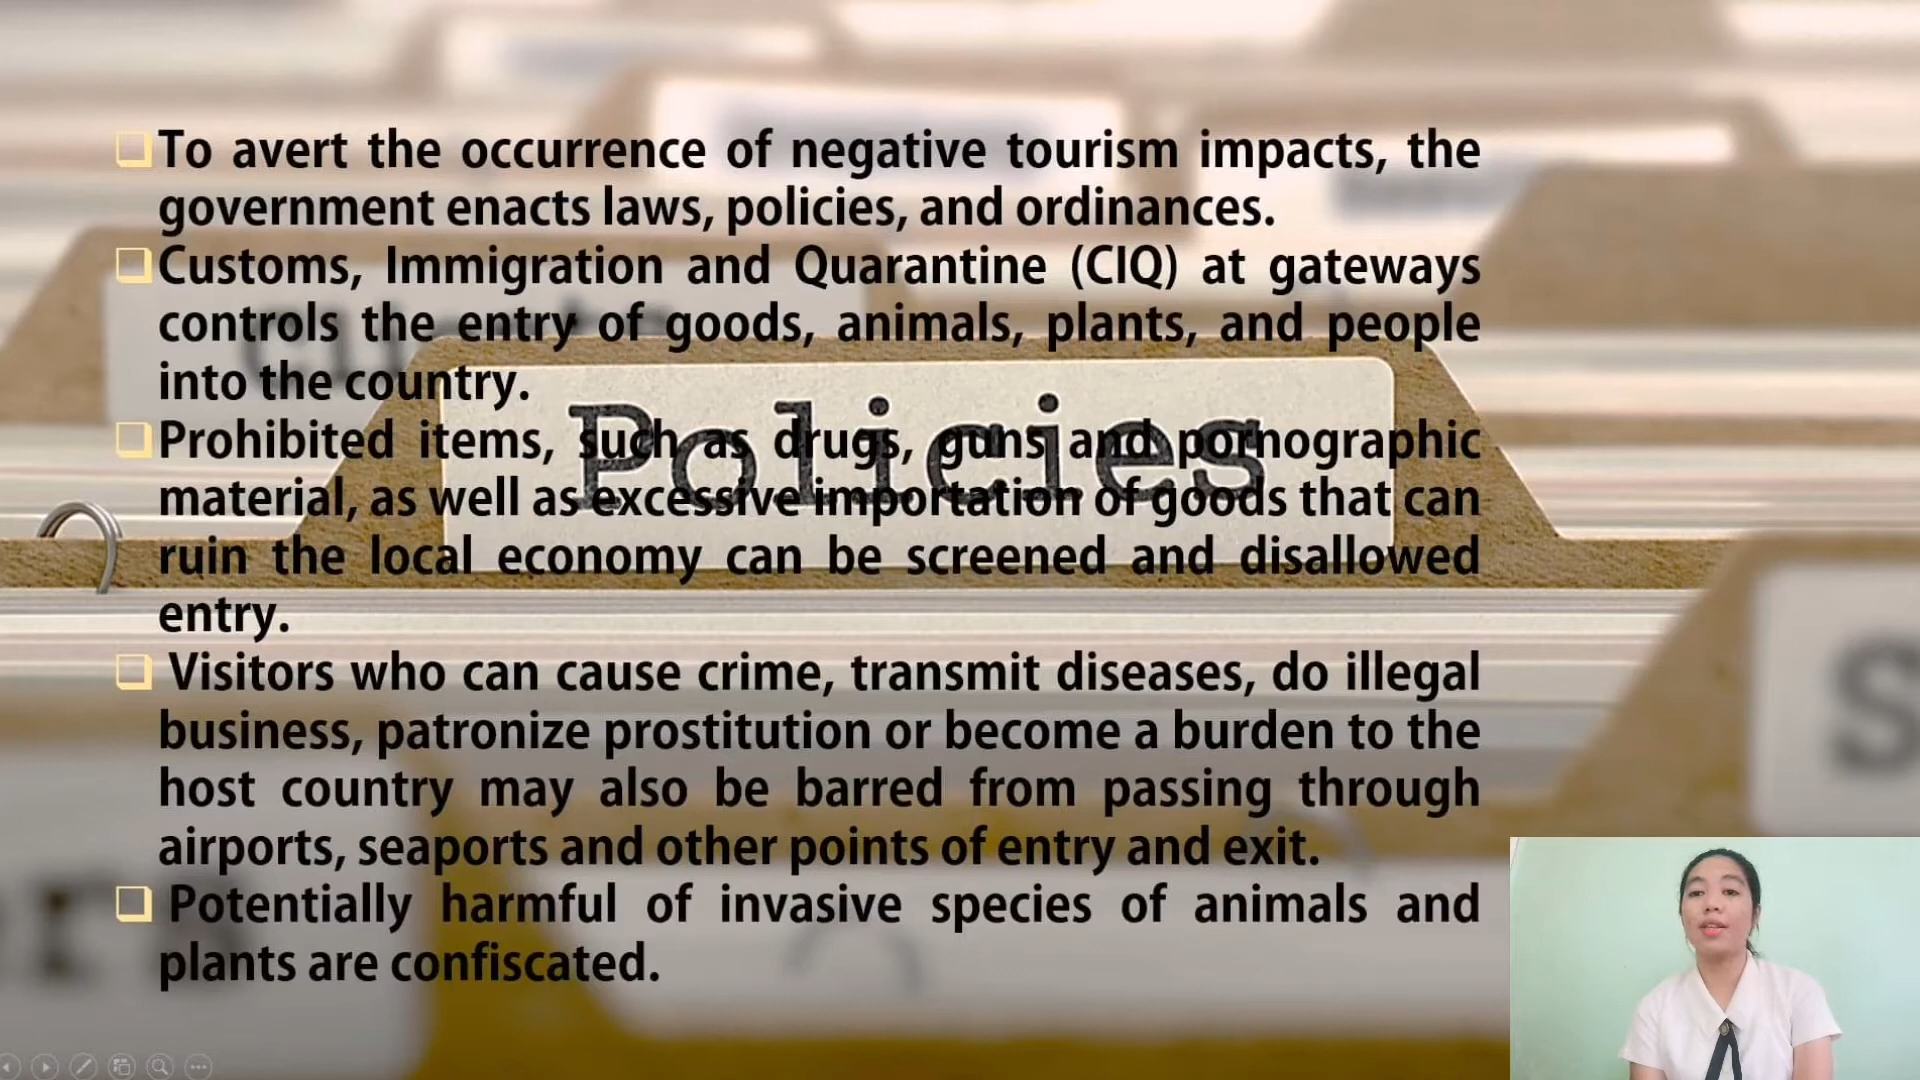 To avert the occurrence of negative tourism impacts, the
government enacts laws, policies, and ordinances.
Customs, Immigration and Quarantine (CIQ) at gateways
controls the entry of goods, animals, plants, and people
into the country.
Policies
Prohibited items, such as drugs, guns and pornographic
material, as well as excessive importation of goods that can
ruin the local economy can be screened and disallowed
entry.
Visitors who can cause crime, transmit diseases, do illegal
business, patronize prostitution or become a burden to the
host country may also be barred from passing through
airports, seaports and other points of entry and exit.
Potentially harmful of invasive species of animals and
plants are confiscated.